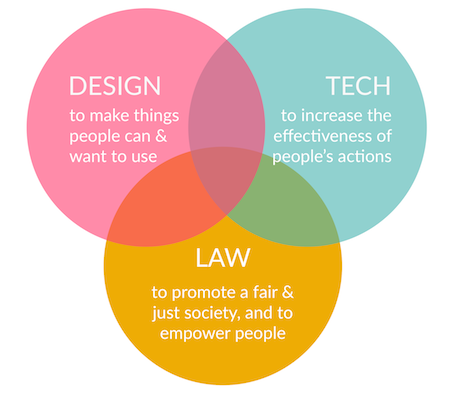 DESIGN
to make things
people can &
want to use
TECH
to increase the
effectiveness of
people's actions
LAW
to promote a fair &
just society, and to
empower people